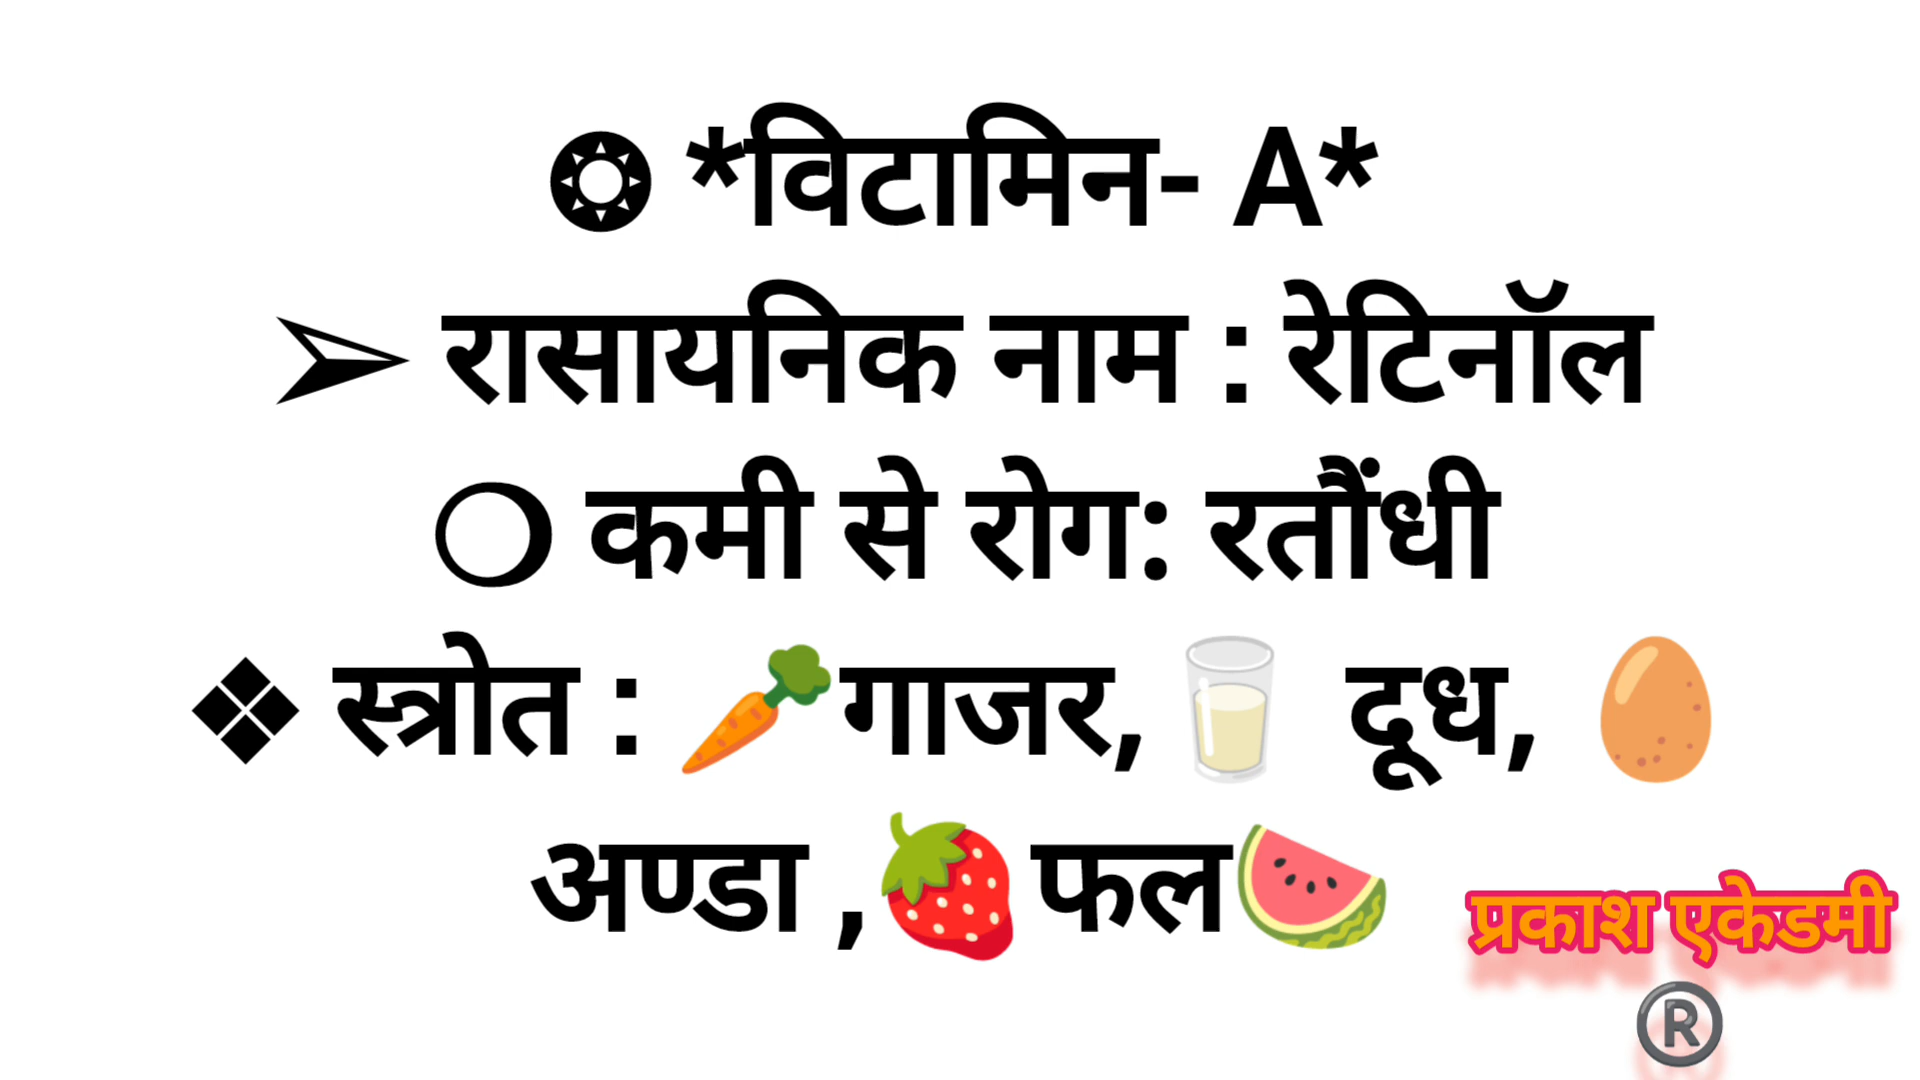 ❂ *विटामिन- A*
➢ रासायनिक नाम : रेटिनॉल
❍ कमी से रोग: रतौंधी
❖ स्त्रोत : 🥕गाजर,🥛 दूध, 🥚
अण्डा ,🍓फल🍉
प्रकाश एकेडमी
®